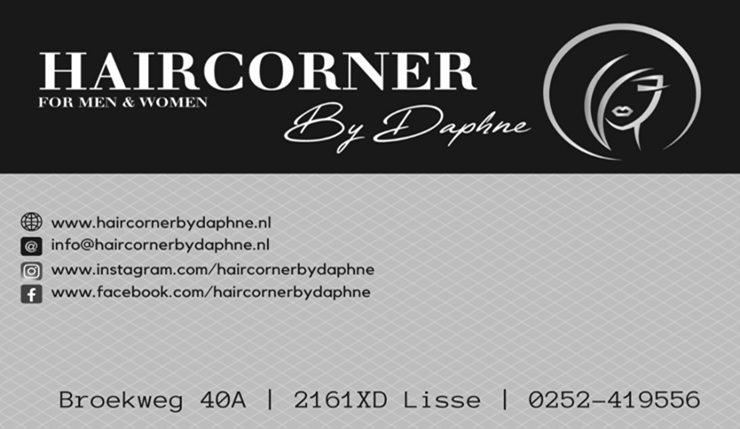 HAIRCORNER
FOR MEN & WOMEN
By Daphne
www.haircornerbydaphne.nl
info@haircornerbydaphne.nl
www.instagram.com/haircornerbydaphne
www.facebook.com/haircornerbydaphne
Broekweg 40A | 2161XD Lisse | 0252-419556